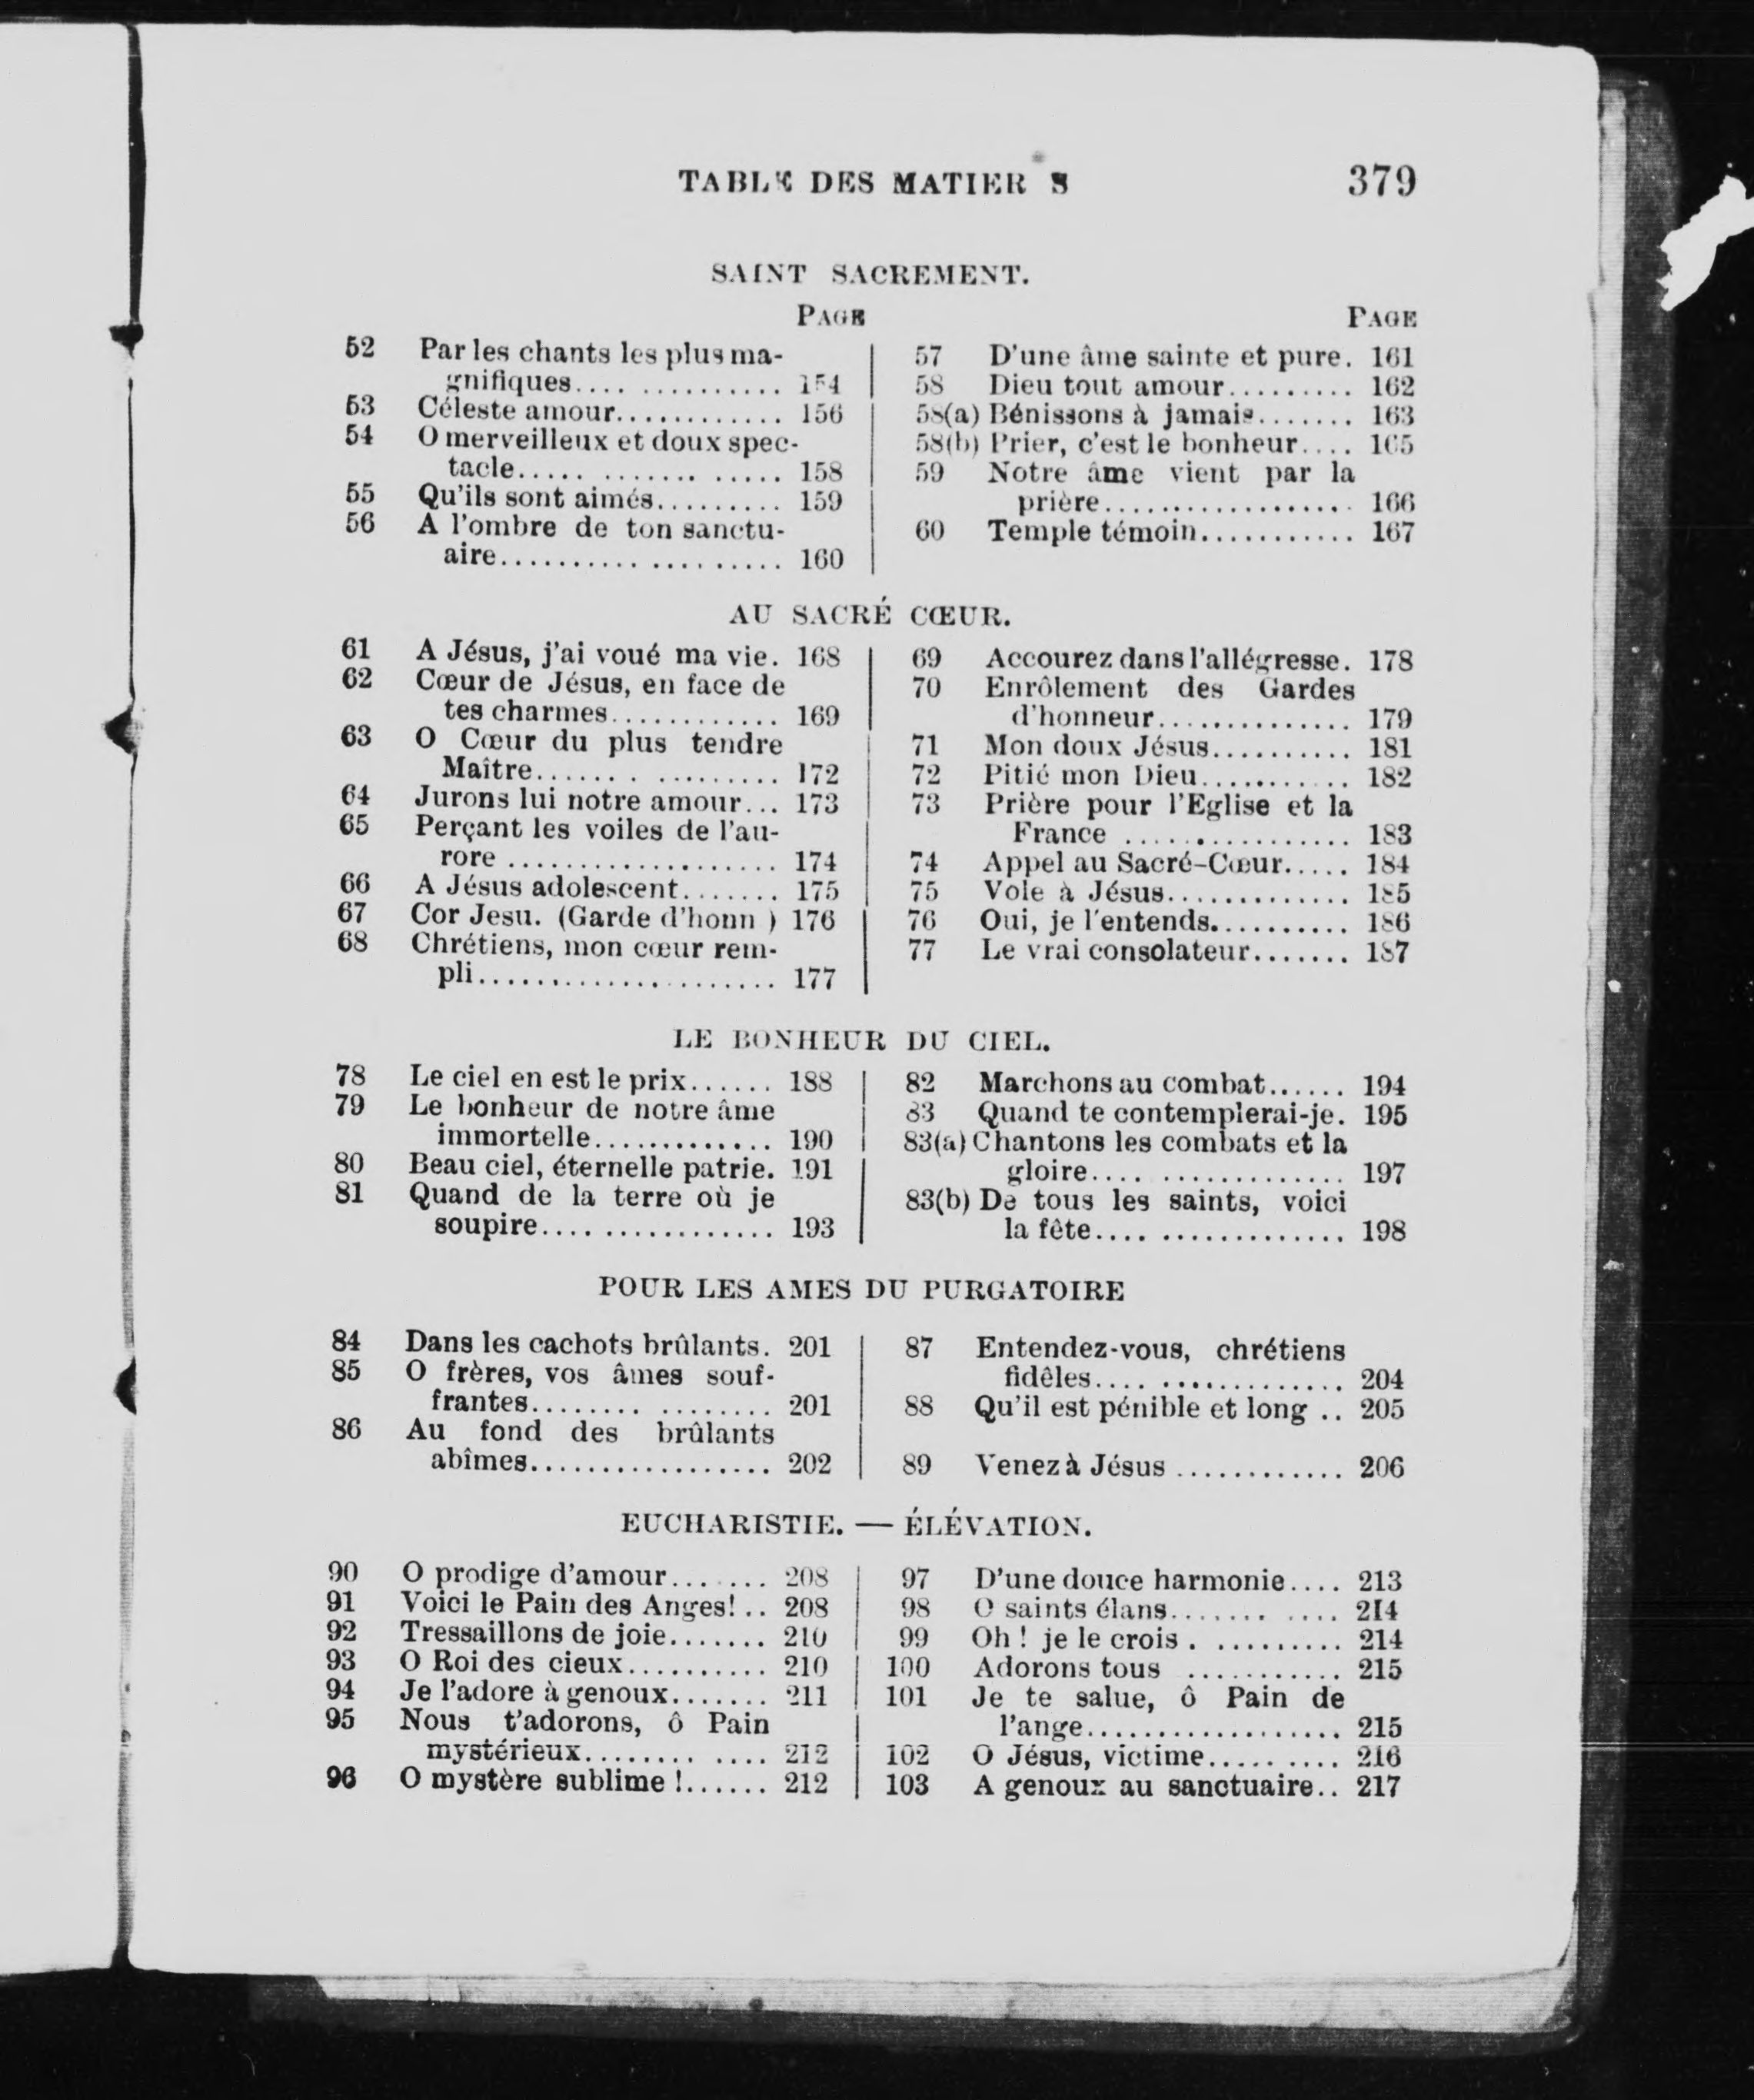 TABLE DES MATIER S 379
SAINT SACREMENT.
PAGE
52 Par les chants les plus ma-
gnifiques.... ............ 154
53 Céleste amour............ 156
54 O merveilleux et doux spec-
tacle..... ....... ..... 158
55 Qu'ils sont aimés......... 159
56 A l'ombre de ton sanctu-
aire.......... ......... 160
PAGE
57 D'une âme sainte et pure. 161
58 Dieu tout amour......... 162
58(a) Bénissons à jamais....... 163
58(b) Prier, c'est le bonheur.... 165
59 Notre âme vient par la
prière.................. 166
60 Temple témoin........... 167
AU SACRÉ CŒUR.
61 A Jésus, j'ai voué ma vie. 168
62 Cœur de Jésus, en face de
tes charmes............ 169
63 O Cœur du plus tendre
Maître....... ......... 172
64 Jurons lui notre amour... 173
65 Perçant les voiles de l'au-
rore ................... 174
66 A Jésus adolescent....... 175
67 Cor Jesu. (Garde d'honn ) 176
68 Chrétiens, mon cœur rem-
pli..................... 177
69 Accourez dans l'allégresse. 178
70 Enrôlement des Gardes
d'honneur.............. 179
71 Mon doux Jésus.......... 181
72 Pitié mon Dieu........... 182
73 Prière pour l'Eglise et la
France ................ 183
74 Appel au Sacré-Cœur..... 184
75 Vole à Jésus............. 185
76 Oui, je l'entends.......... 186
77 Le vrai consolateur....... 187
LE BONHEUR DU CIEL.
78 Le ciel en est le prix...... 188
79 Le bonheur de notre âme
immortelle............. 190
80 Beau ciel, éternelle patrie. 191
81 Quand de la terre où je
soupire.... ............ 193
82 Marchons au combat...... 194
83 Quand te contemplerai-je. 195
83(a) Chantons les combats et la
gloire.... ............. 197
83(b) De tous les saints, voici
la fête.... ............. 198
POUR LES AMES DU PURGATOIRE
84 Dans les cachots brûlants. 201
85 O frères, vos âmes souf-
frantes........ ........ 201
86 Au fond des brûlants
abîmes................. 202
87 Entendez-vous, chrétiens
fidêles.... ............. 204
88 Qu'il est pénible et long .. 205
89 Venez à Jésus ............ 206
EUCHARISTIE. — ÉLÉVATION.
90 O prodige d'amour....... 208
91 Voici le Pain des Anges!.. 208
92 Tressaillons de joie....... 210
93 O Roi des cieux.......... 210
94 Je l'adore à genoux....... 211
95 Nous t'adorons, ô Pain
mystérieux........ .... 212
96 O mystère sublime !...... 212
97 D'une douce harmonie.... 213
98 O saints élans....... .... 214
99 Oh ! je le crois . ......... 214
100 Adorons tous ........... 215
101 Je te salue, ô Pain de
l'ange.................. 215
102 O Jésus, victime......... 216
103 A genoux au sanctuaire.. 217